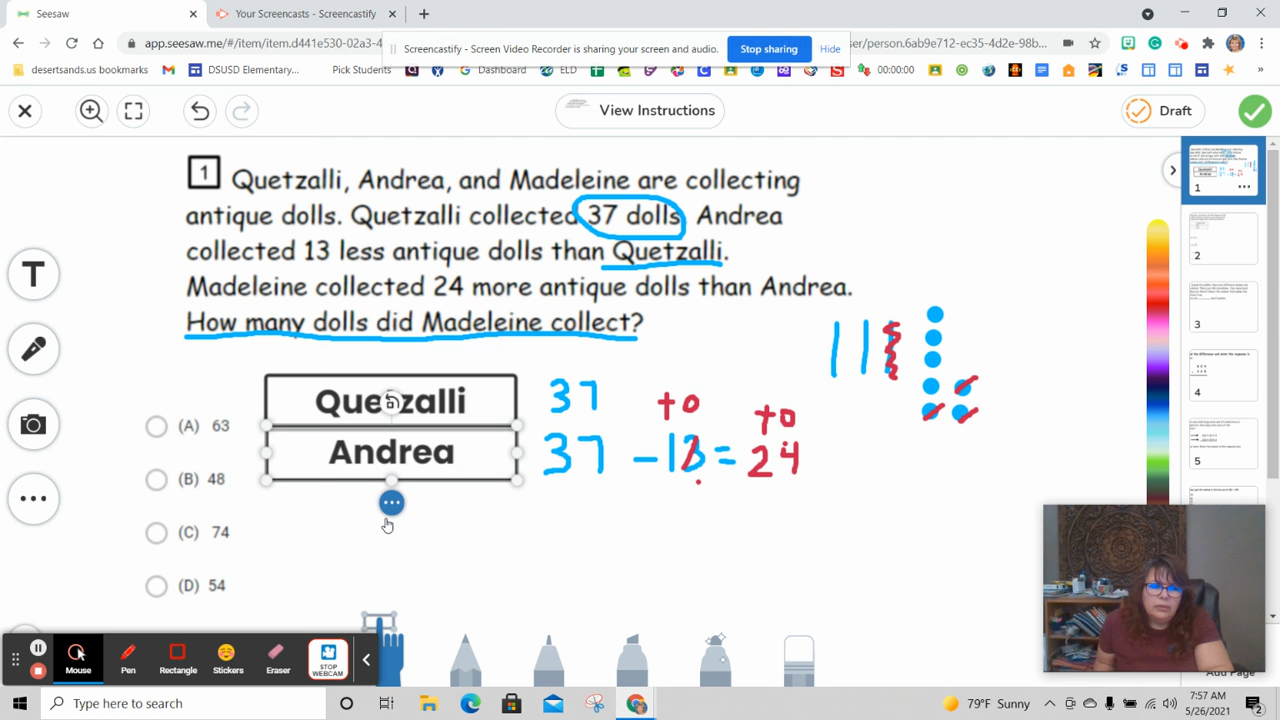 Seesaw
Your Screencasts - Screencastify
app.seesaw.me/#/item/item.d441e530-02a3-4
Screencastify - Screen Video Recorder is sharing your screen and audio.
Stop sharing
Hide
ser/person.6ab9e712-ec35-4d2e-98b...
desertsands.us bookmarks
DSUSD Elementary...
Pick Students
Dashboard
ELD
00:00:00
View Instructions
Draft
1 Quetzalli, Andrea, and Madeleine are collecting
antique dolls. Quetzalli collected 37 dolls. Andrea
collected 13 less antique dolls than Quetzalli.
Madeleine collected 24 more antique dolls than Andrea.
How many dolls did Madeleine collect?
Quetzalli 37
to to
Andrea 37 -13 = 24
(A) 63
(B) 48
(C) 74
(D) 54
T
1
2
3
4
5
Add Page
Mouse
Pen
Rectangle
Stickers
Eraser
STOP
WEBCAM
Type here to search
79°F Sunny
7:57 AM
5/26/2021
2